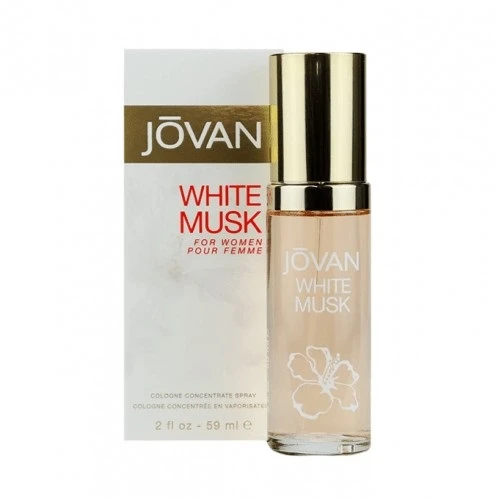 JŌVAN
WHITE
MUSK
FOR WOMEN
POUR FEMME
COLOGNE CONCENTRATE SPRAY
COLOGNE CONCENTRÉE EN VAPORISATE
2 fl oz - 59 ml ℮
JŌVAN
WHITE
MUSK